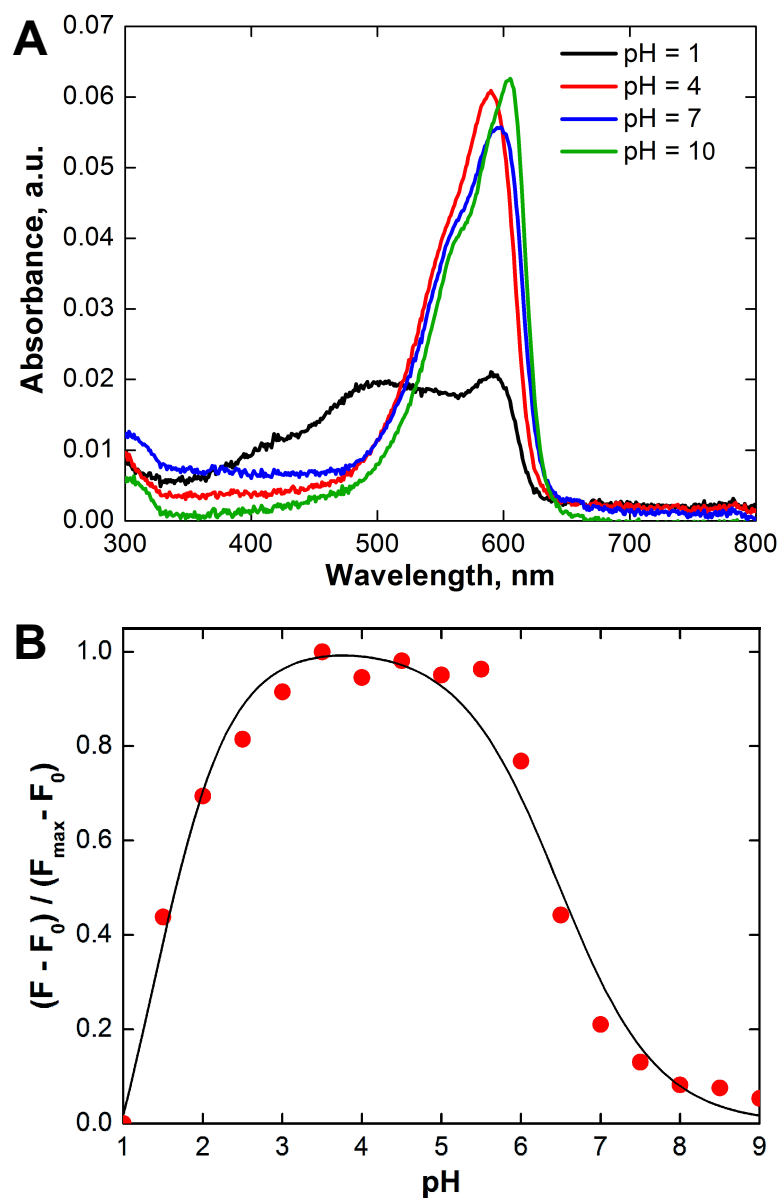 A
pH = 1
pH = 4
pH = 7
pH = 10
0.07
0.06
0.05
0.04
0.03
0.02
0.01
0.00
Absorbance, a.u.
300 400 500 600 700 800
Wavelength, nm
B
1.0
0.8
0.6
0.4
0.2
0.0
(F - F0) / (Fmax - F0)
1 2 3 4 5 6 7 8 9
pH